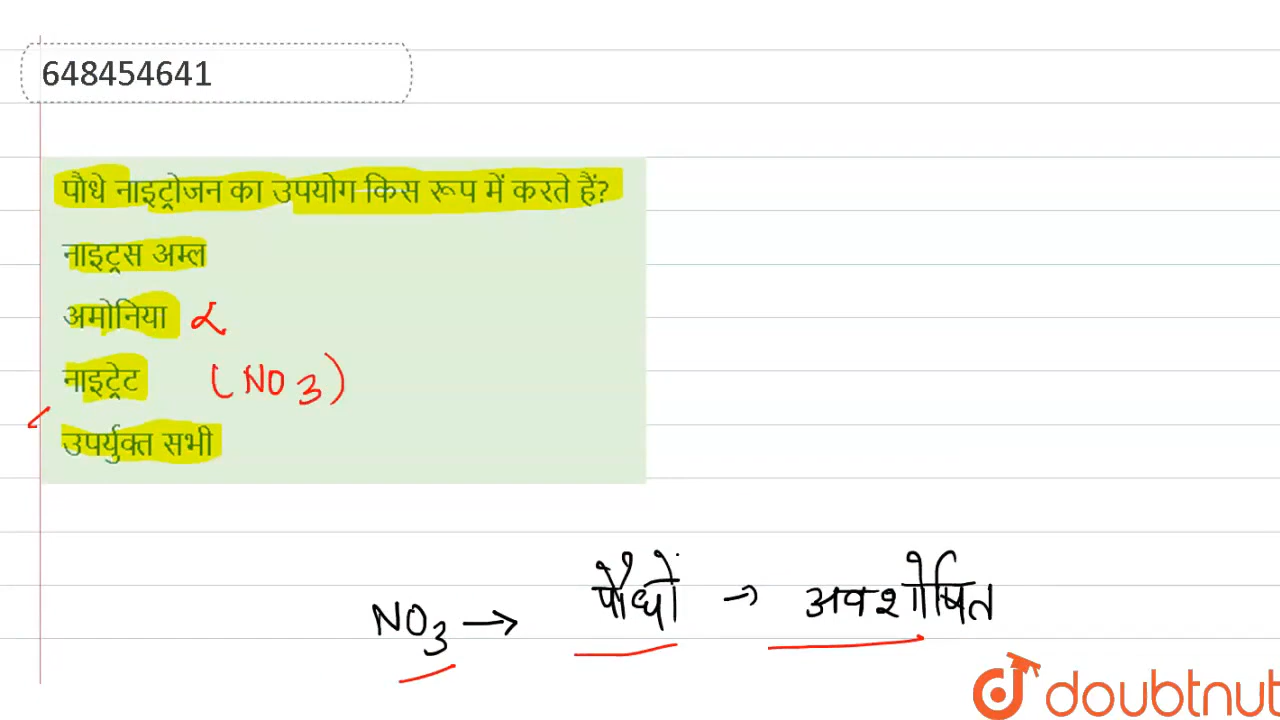 648454641
पौधे नाइट्रोजन का उपयोग किस रूप में करते हैं?
नाइट्रस अम्ल
अमोनिया
नाइट्रेट (NO3)
उपर्युक्त सभी
NO3 → पौधों → अवशोषित
doubtnut